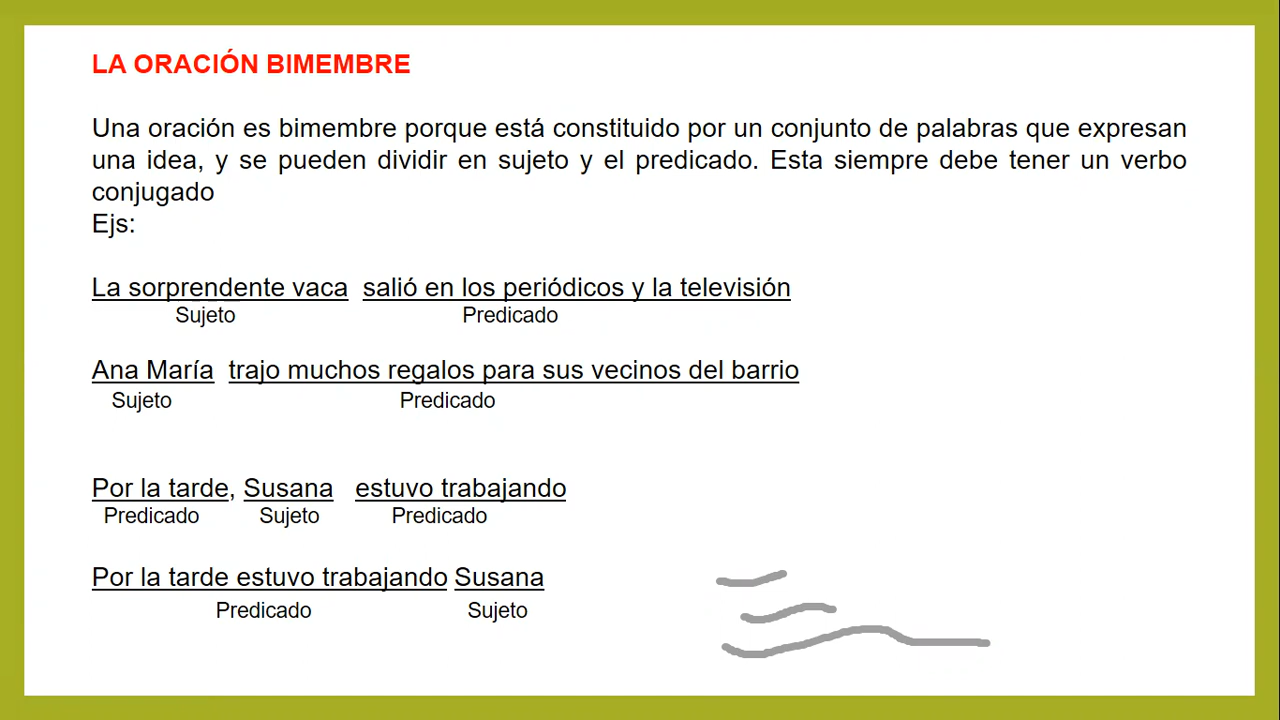 LA ORACIÓN BIMEMBRE
Una oración es bimembre porque está constituido por un conjunto de palabras que expresan
una idea, y se pueden dividir en sujeto y el predicado. Esta siempre debe tener un verbo
conjugado
Ejs:
La sorprendente vaca salió en los periódicos y la televisión
Sujeto Predicado
Ana María trajo muchos regalos para sus vecinos del barrio
Sujeto Predicado
Por la tarde, Susana estuvo trabajando
Predicado Sujeto Predicado
Por la tarde estuvo trabajando Susana
Predicado Sujeto